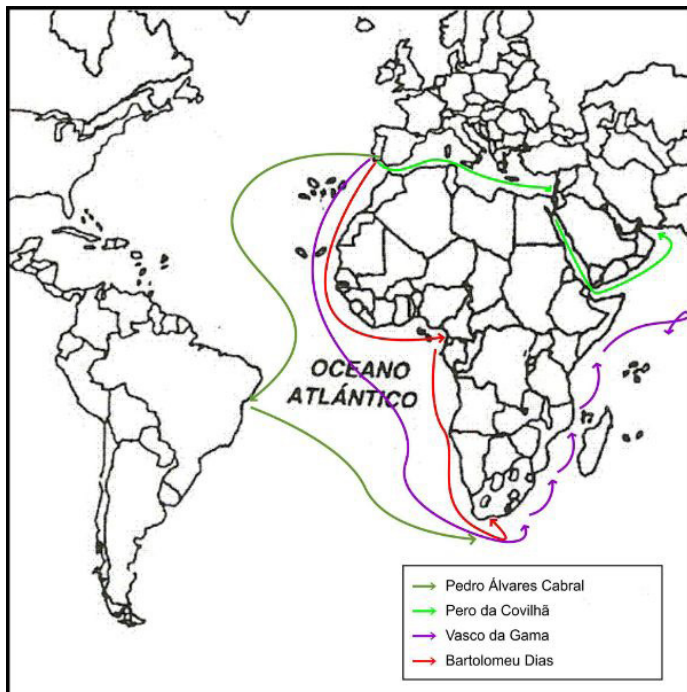 OCEANO
ATLÁNTICO
Pedro Álvares Cabral
Pero da Covilhã
Vasco da Gama
Bartolomeu Dias